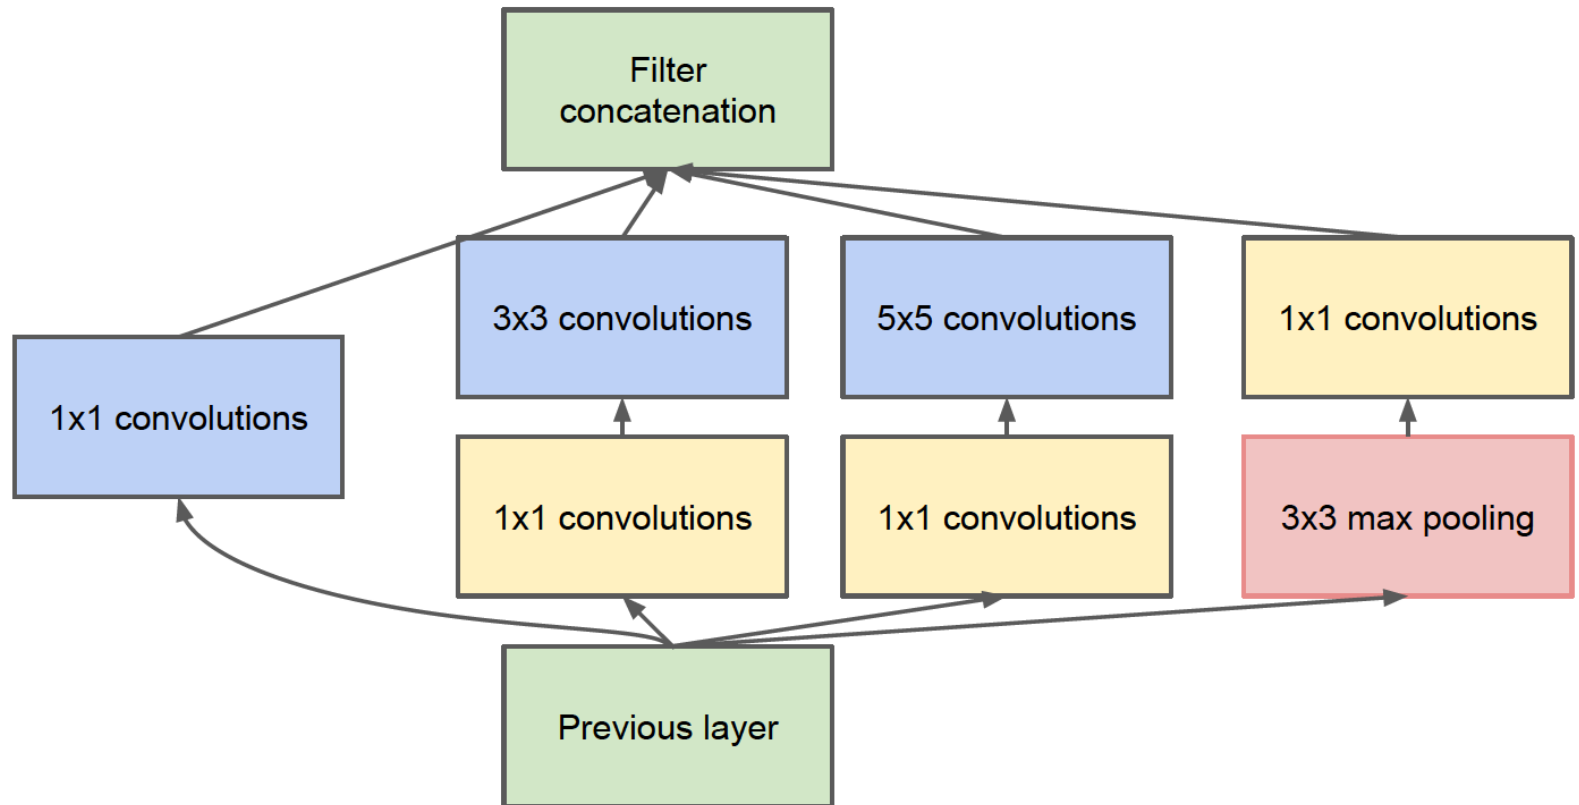 Filter
concatenation
3x3 convolutions
5x5 convolutions
1x1 convolutions
1x1 convolutions
1x1 convolutions
1x1 convolutions
3x3 max pooling
Previous layer